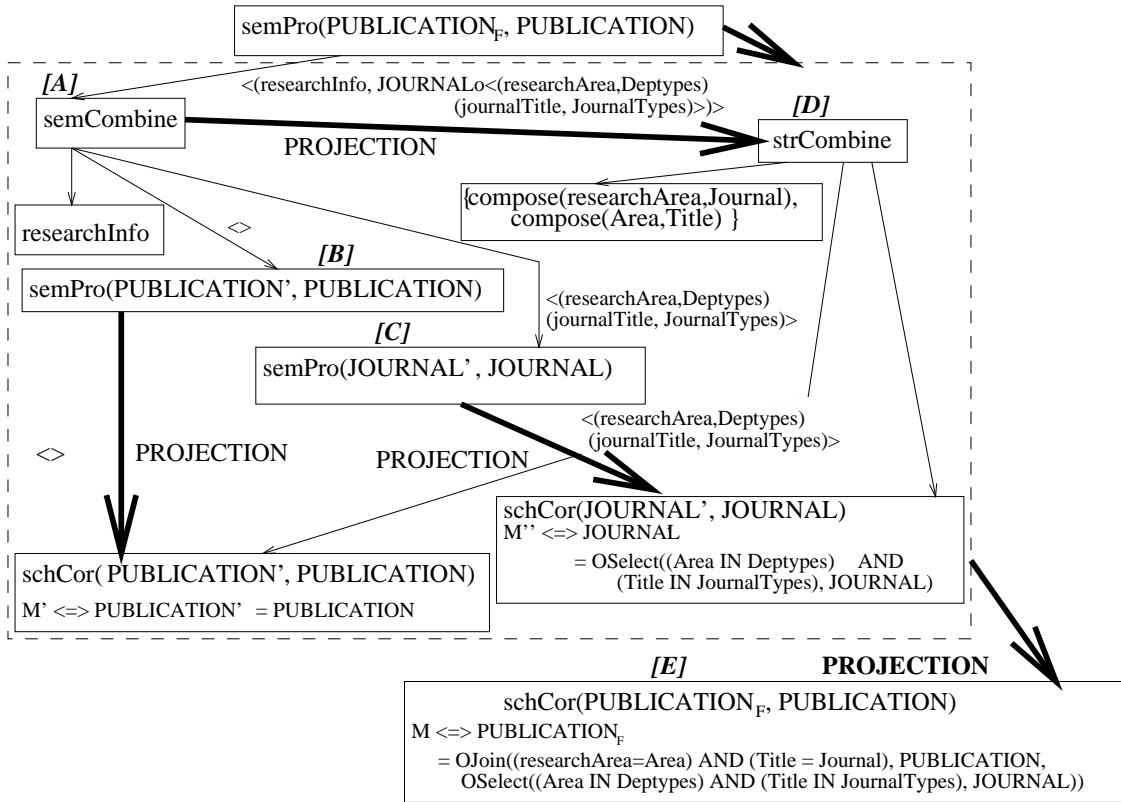 semPro(PUBLICATION_F, PUBLICATION)
[A]
<(researchInfo, JOURNALo<(researchArea,Deptypes)
(journalTitle, JournalTypes)>)>
[D]
semCombine
PROJECTION
strCombine
{compose(researchArea,Journal),
compose(Area,Title) }
researchInfo
<>
[B]
semPro(PUBLICATION’, PUBLICATION)
<(researchArea,Deptypes)
(journalTitle, JournalTypes)>
[C]
semPro(JOURNAL’ , JOURNAL)
<(researchArea,Deptypes)
(journalTitle, JournalTypes)>
<>
PROJECTION
PROJECTION
schCor(JOURNAL’, JOURNAL)
M’’ <=> JOURNAL
= OSelect((Area IN Deptypes) AND
(Title IN JournalTypes), JOURNAL)
schCor( PUBLICATION’, PUBLICATION)
M’ <=> PUBLICATION’ = PUBLICATION
[E]
PROJECTION
schCor(PUBLICATION_F, PUBLICATION)
M <=> PUBLICATION_F
= OJoin((researchArea=Area) AND (Title = Journal), PUBLICATION,
OSelect((Area IN Deptypes) AND (Title IN JournalTypes), JOURNAL))